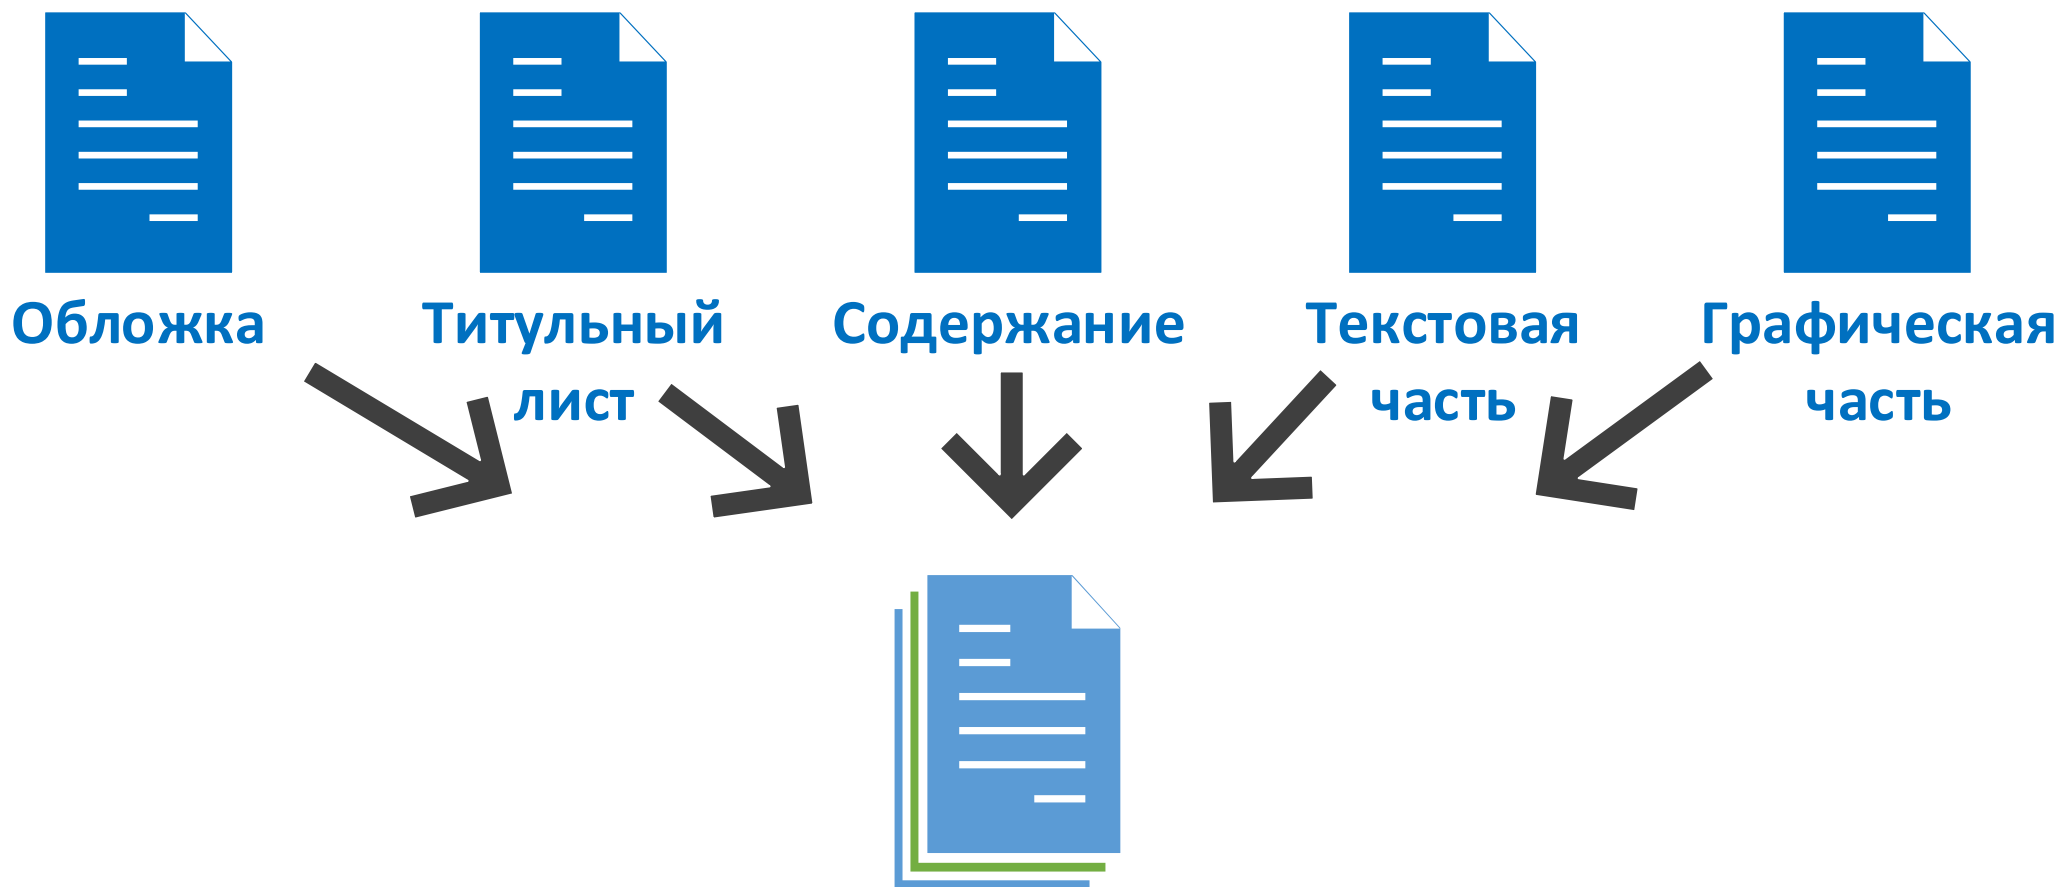 Обложка
Титульный
лист
Содержание
Текстовая
часть
Графическая
часть